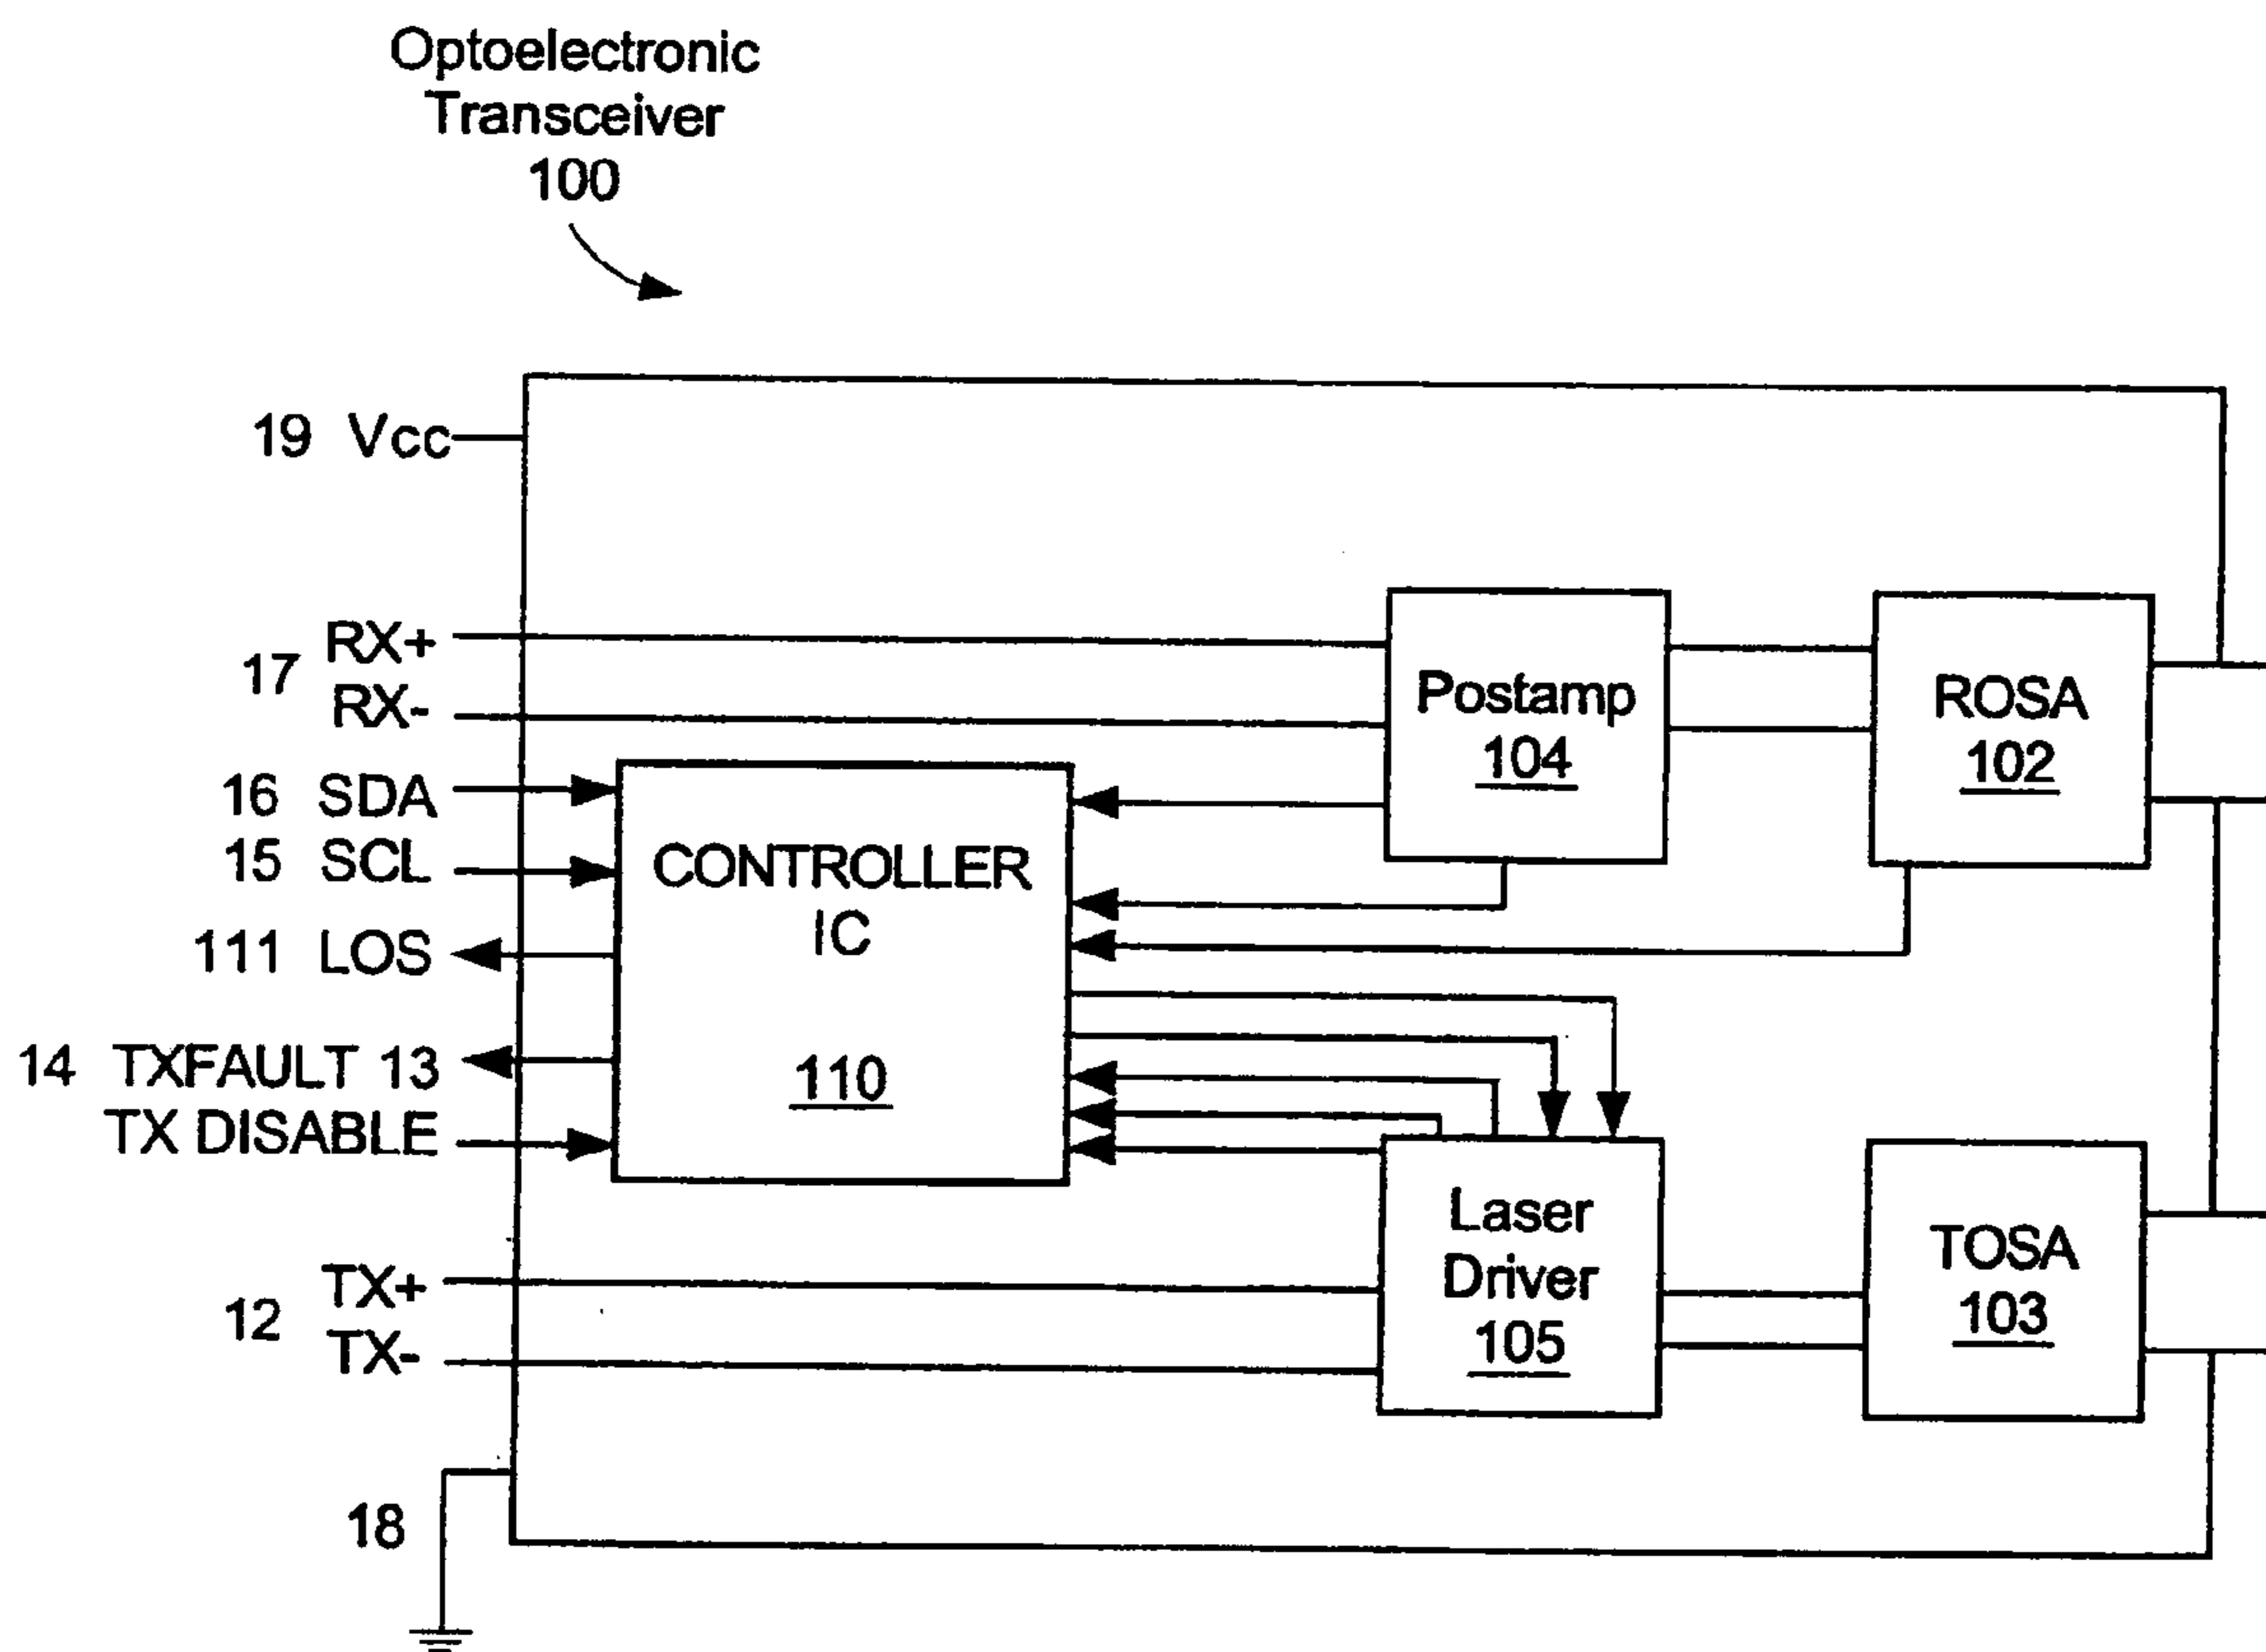 Optoelectronic
Transceiver
100
19 Vcc
17
RX+
RX-
Postamp
104
ROSA
102
16 SDA
15 SCL
111 LOS
CONTROLLER
IC
110
14 TXFAULT 13
TX DISABLE
Laser
Driver
105
TOSA
103
12
TX+
TX-
18